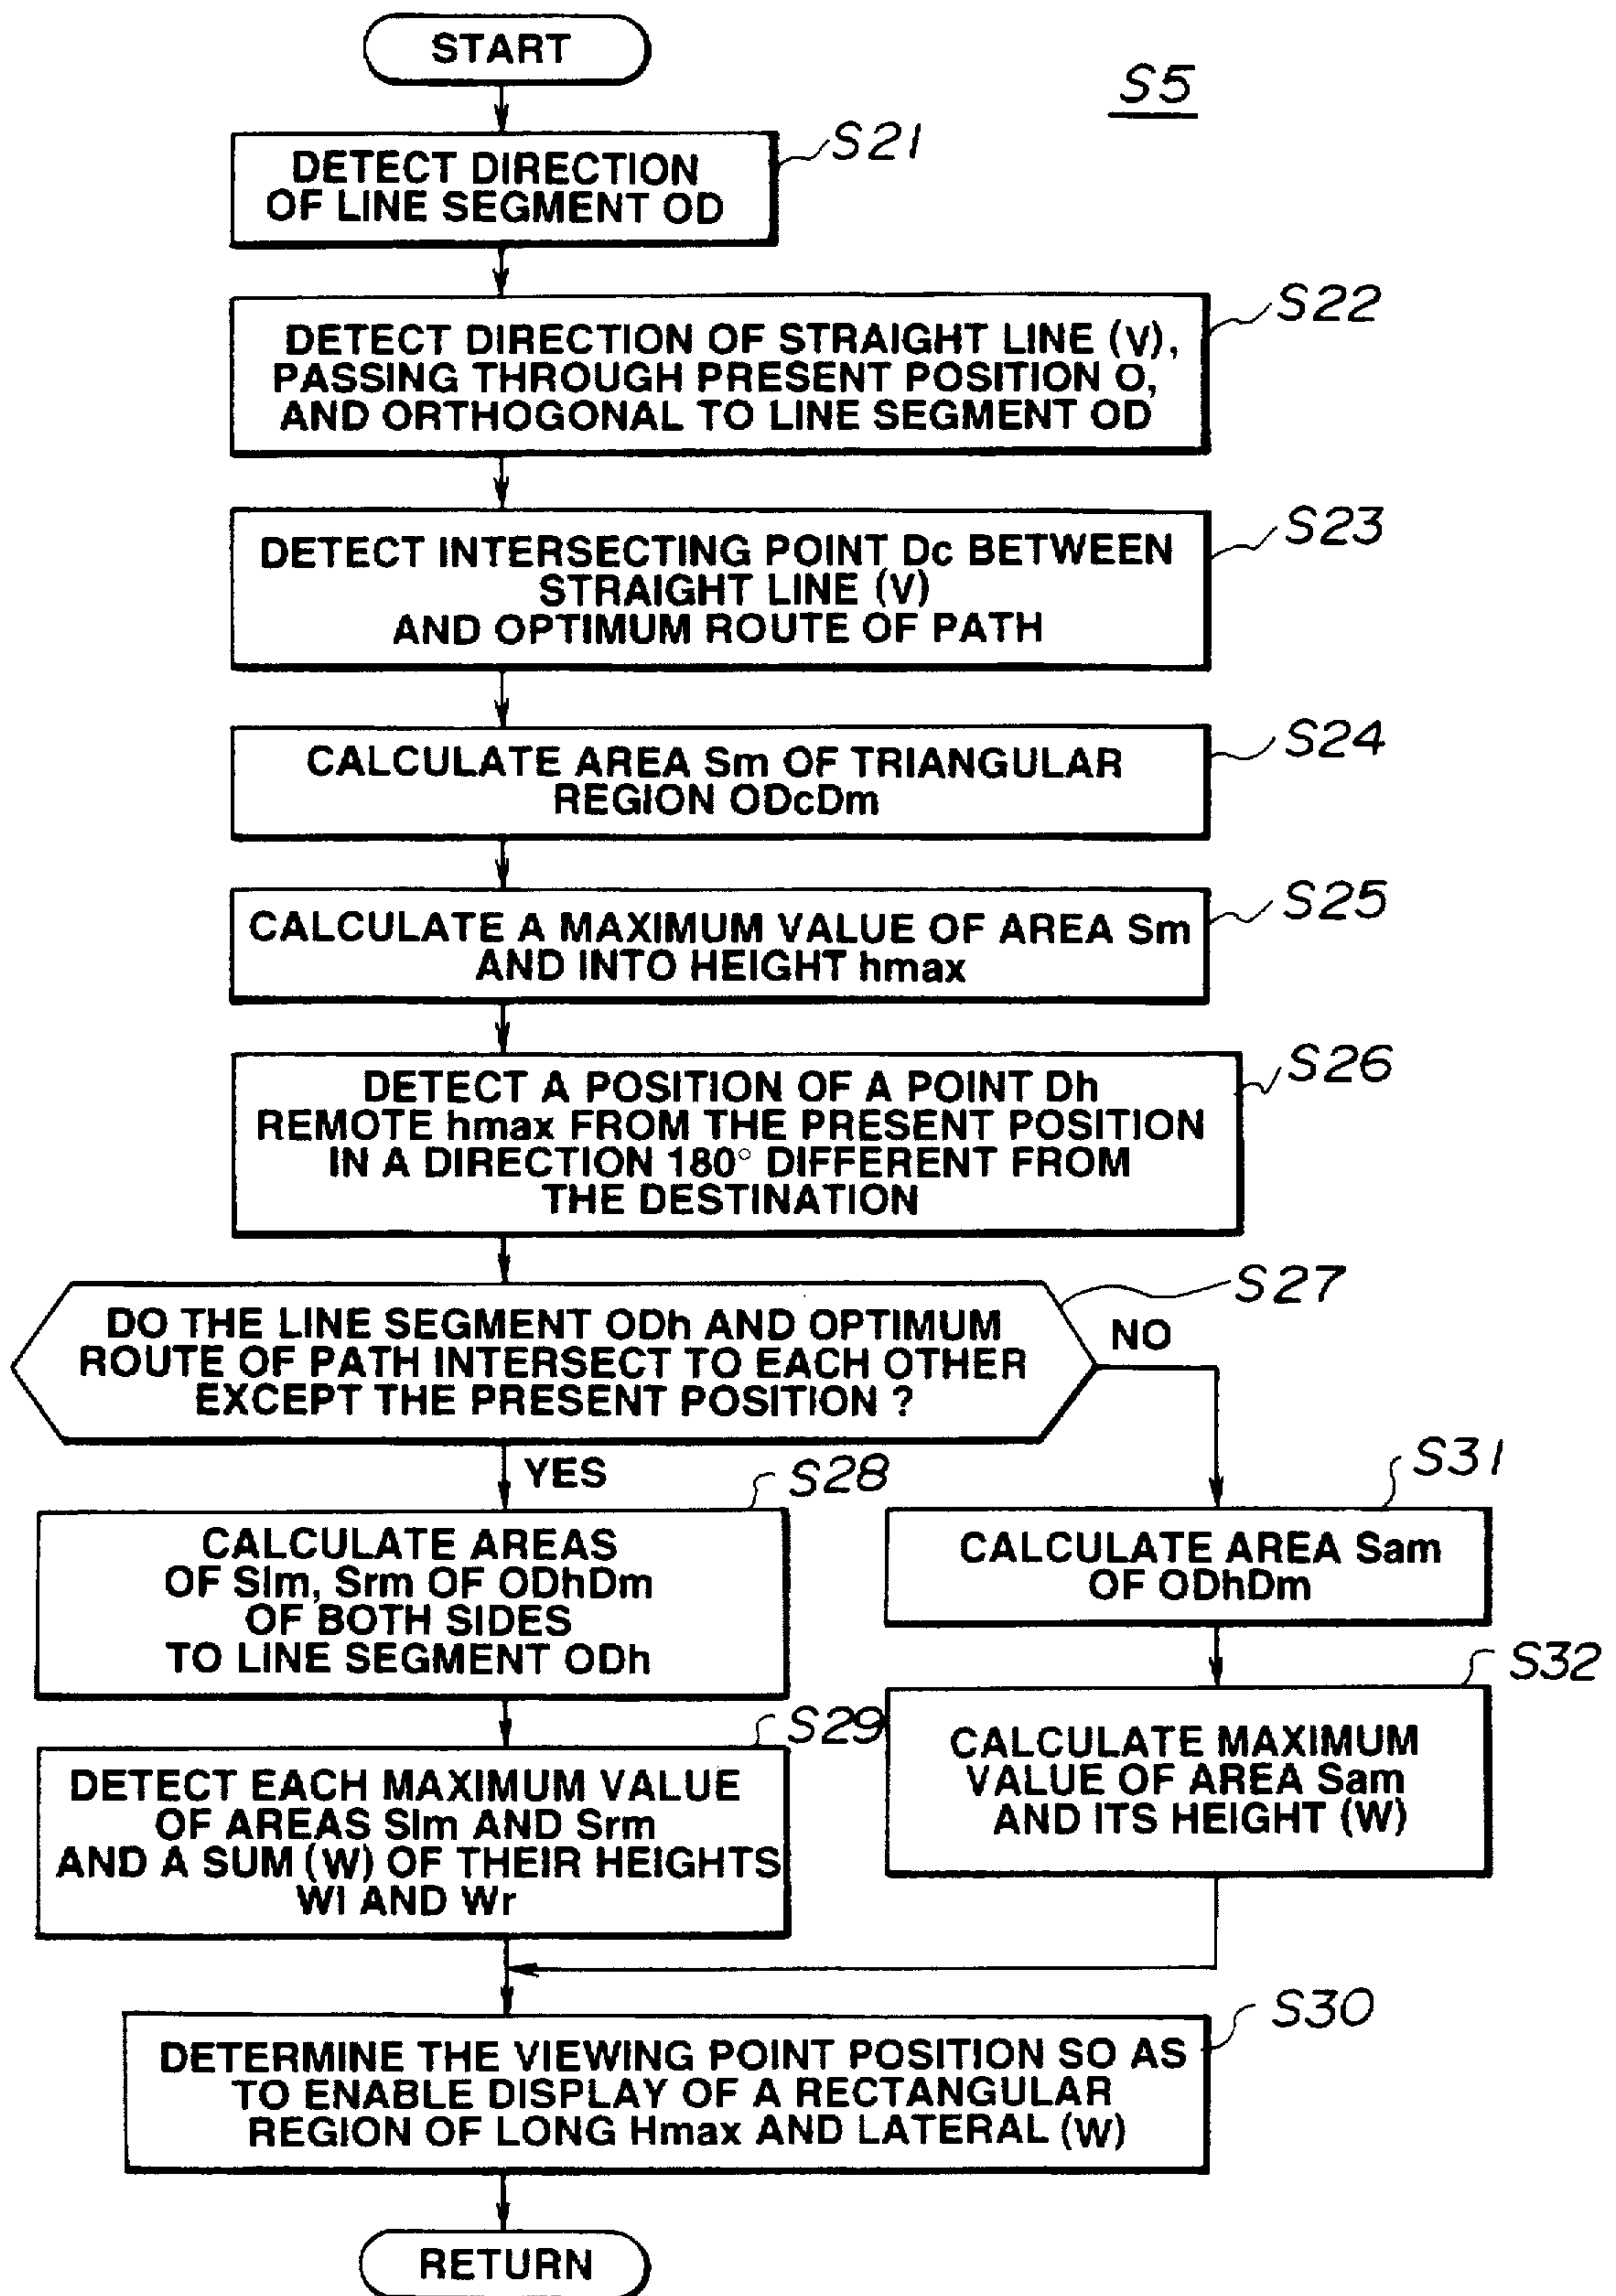 START
S5
S21
DETECT DIRECTION
OF LINE SEGMENT OD
S22
DETECT DIRECTION OF STRAIGHT LINE (V),
PASSING THROUGH PRESENT POSITION O,
AND ORTHOGONAL TO LINE SEGMENT OD
S23
DETECT INTERSECTING POINT Dc BETWEEN
STRAIGHT LINE (V)
AND OPTIMUM ROUTE OF PATH
S24
CALCULATE AREA Sm OF TRIANGULAR
REGION ODcDm
S25
CALCULATE A MAXIMUM VALUE OF AREA Sm
AND INTO HEIGHT hmax
S26
DETECT A POSITION OF A POINT Dh
REMOTE hmax FROM THE PRESENT POSITION
IN A DIRECTION 180° DIFFERENT FROM
THE DESTINATION
S27
DO THE LINE SEGMENT ODh AND OPTIMUM
ROUTE OF PATH INTERSECT TO EACH OTHER
EXCEPT THE PRESENT POSITION ?
NO
YES
S28
CALCULATE AREAS
OF Slm, Srm OF ODhDm
OF BOTH SIDES
TO LINE SEGMENT ODh
S31
CALCULATE AREA Sam
OF ODhDm
S29
DETECT EACH MAXIMUM VALUE
OF AREAS Slm AND Srm
AND A SUM (W) OF THEIR HEIGHTS
Wl AND Wr
S32
CALCULATE MAXIMUM
VALUE OF AREA Sam
AND ITS HEIGHT (W)
S30
DETERMINE THE VIEWING POINT POSITION SO AS
TO ENABLE DISPLAY OF A RECTANGULAR
REGION OF LONG Hmax AND LATERAL (W)
RETURN